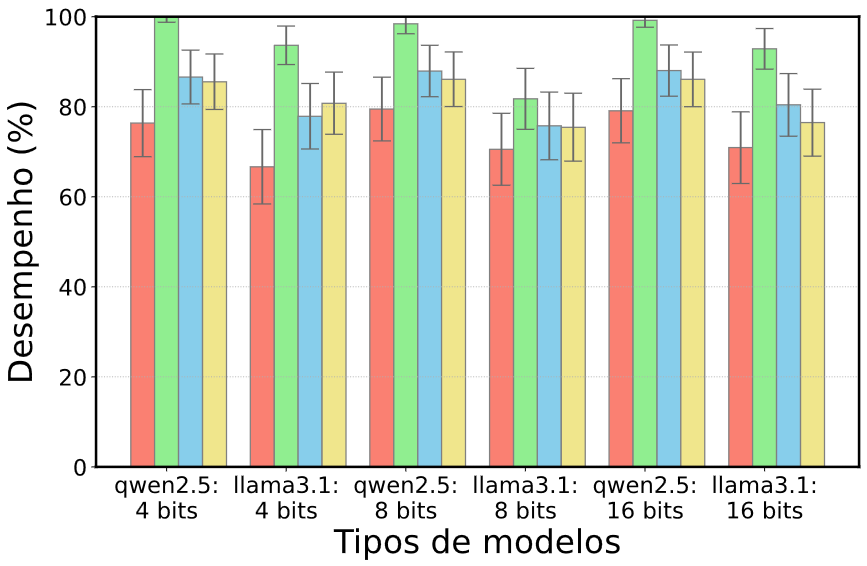 Desempenho (%)
100
80
60
40
20
0
qwen2.5: llama3.1: qwen2.5: llama3.1: qwen2.5: llama3.1:
4 bits 4 bits 8 bits 8 bits 16 bits 16 bits
Tipos de modelos